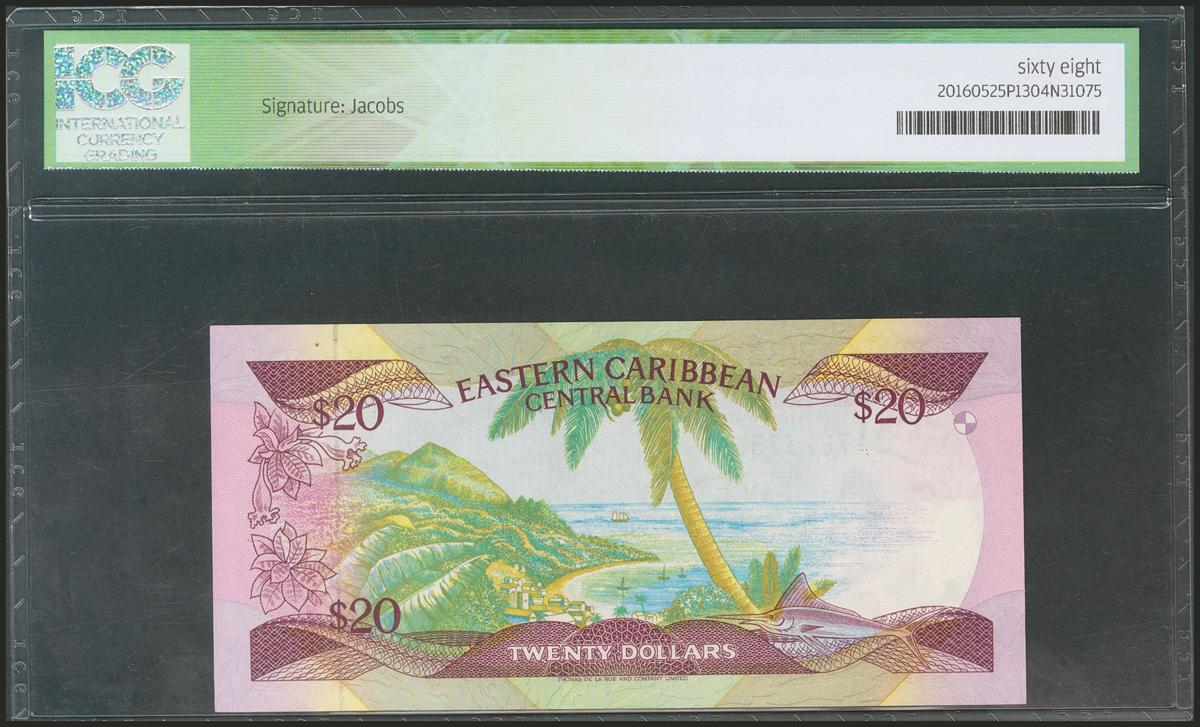 ICG
INTERNATIONAL
CURRENCY
GRADING
Signature: Jacobs
sixty eight
20160525P1304N31075
EASTERN CARIBBEAN
CENTRAL BANK
$20
$20
$20
TWENTY DOLLARS
THOMAS DE LA RUE AND COMPANY LIMITED